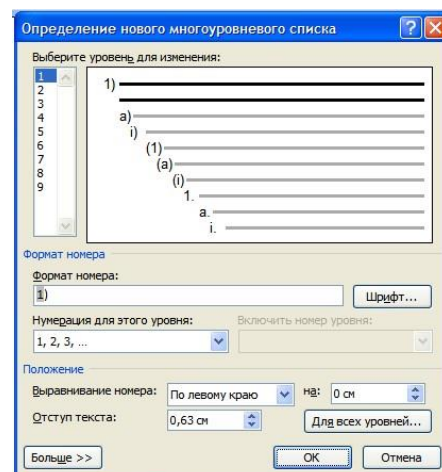 Определение нового многоуровневого списка
Выберите уровень для изменения:
1
2
3
4
5
6
7
8
9
1)
a)
i)
(1)
(a)
(i)
1.
a.
i.
Формат номера
Формат номера:
1)
Шрифт...
Нумерация для этого уровня:
Включить номер уровня:
1, 2, 3, ...
Положение
Выравнивание номера: По левому краю на: 0 см
Отступ текста: 0,63 см Для всех уровней...
Больше >> ОК Отмена